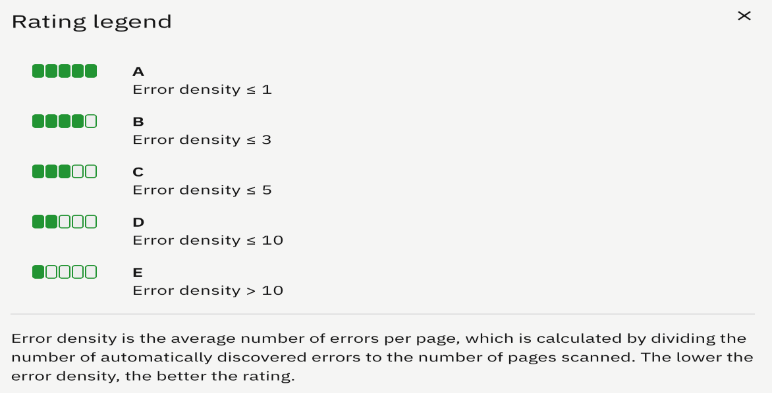 Rating legend
A
Error density ≤ 1
B
Error density ≤ 3
C
Error density ≤ 5
D
Error density ≤ 10
E
Error density > 10
Error density is the average number of errors per page, which is calculated by dividing the
number of automatically discovered errors to the number of pages scanned. The lower the
error density, the better the rating.